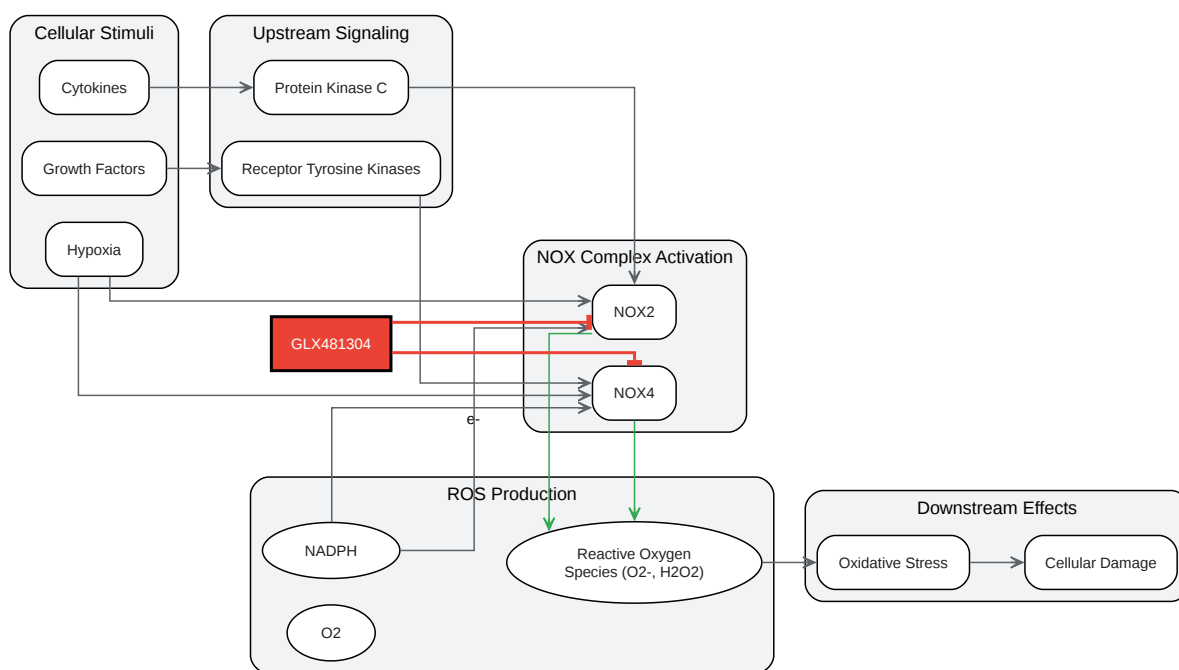 Cellular Stimuli
Cytokines
Growth Factors
Hypoxia
Upstream Signaling
Protein Kinase C
Receptor Tyrosine Kinases
GLX481304
NOX Complex Activation
NOX2
NOX4
e-
ROS Production
NADPH
O2
Reactive Oxygen
Species (O2-, H2O2)
Downstream Effects
Oxidative Stress
Cellular Damage